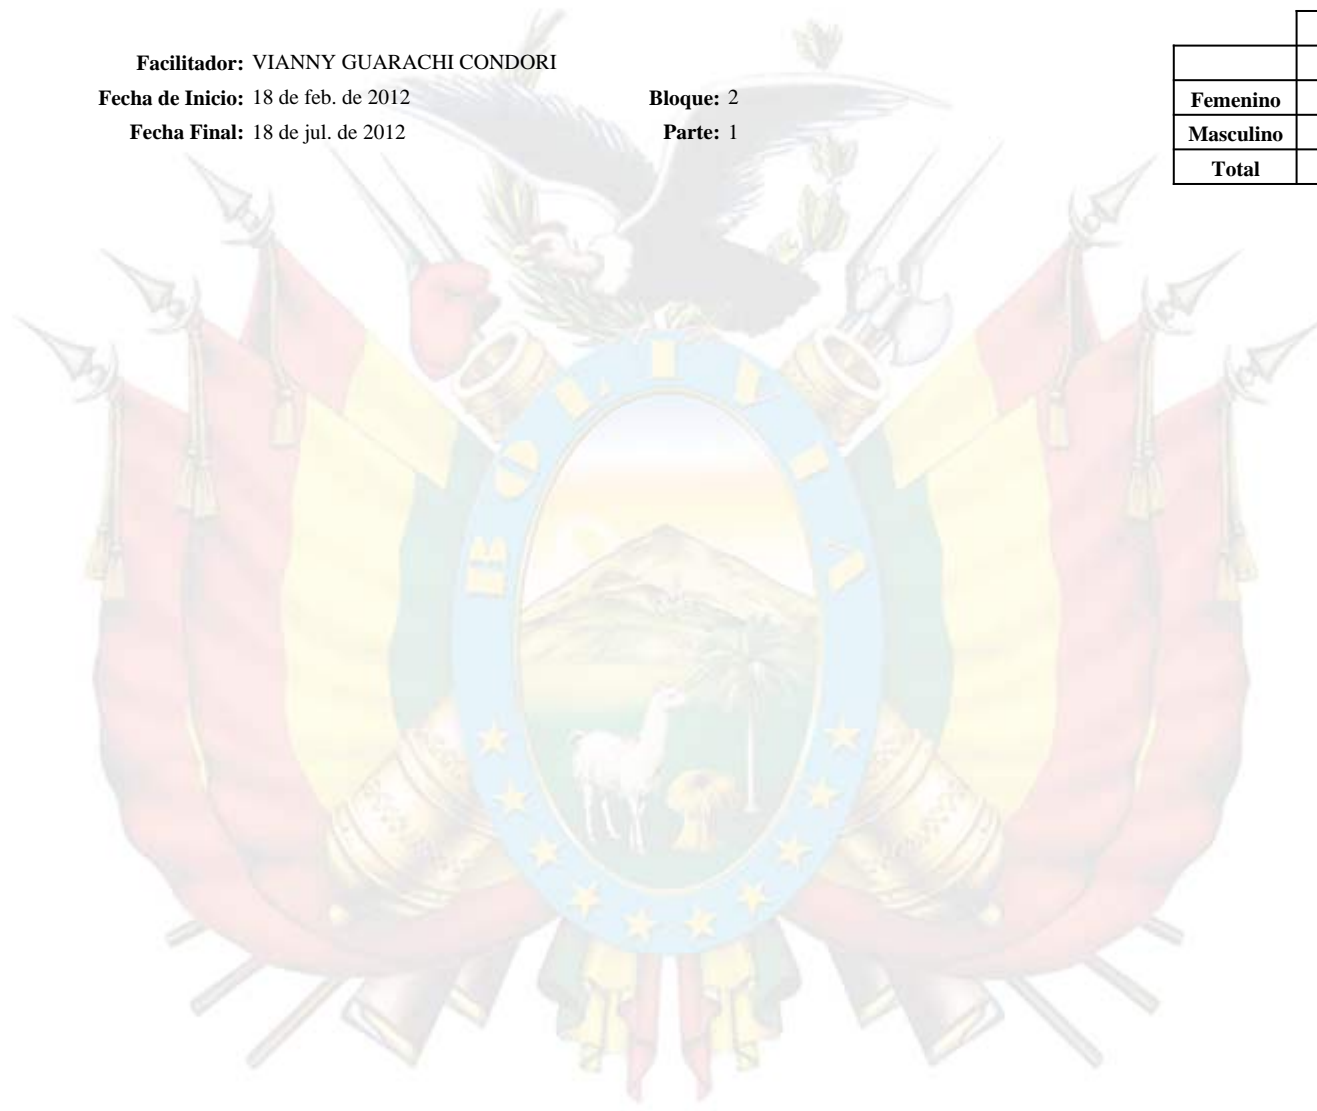 Facilitador: VIANNY GUARACHI CONDORI
Fecha de Inicio: 18 de feb. de 2012 Bloque: 2
Fecha Final: 18 de jul. de 2012 Parte: 1
Femenino
Masculino
Total
BOLIVIA